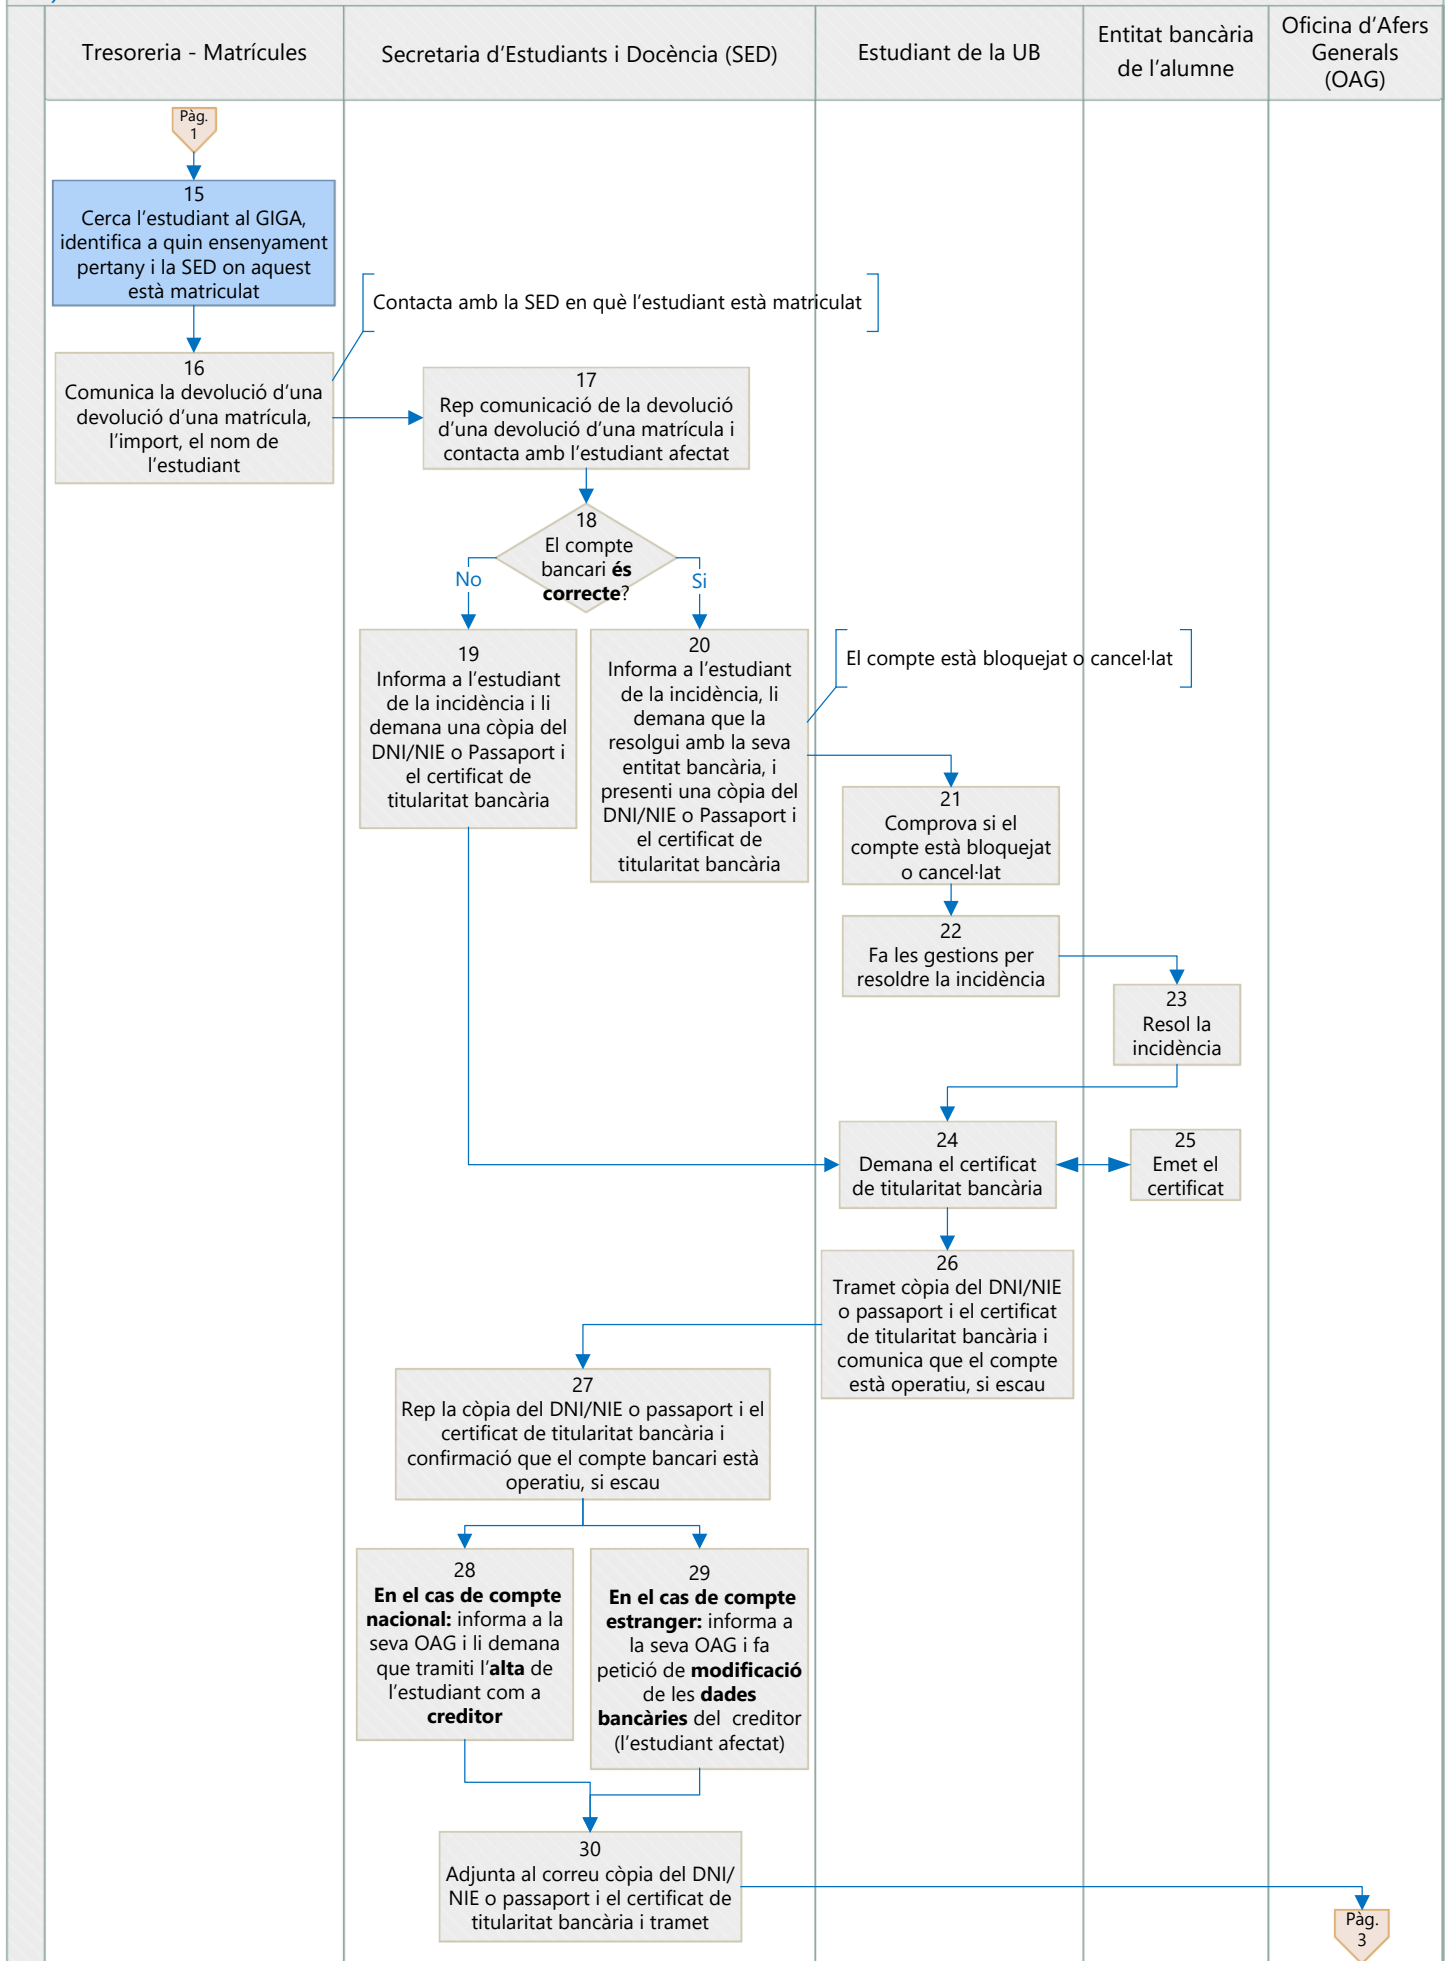 Tresoreria - Matrícules
Secretaria d'Estudiants i Docència (SED)
Estudiant de la UB
Entitat bancària
de l'alumne
Oficina d'Afers
Generals
(OAG)
Pàg.
1
15
Cerca l'estudiant al GIGA,
identifica a quin ensenyament
pertany i la SED on aquest
està matriculat
Contacta amb la SED en què l'estudiant està matriculat
16
Comunica la devolució d'una
devolució d'una matrícula,
l'import, el nom de
l'estudiant
17
Rep comunicació de la devolució
d'una devolució d'una matrícula i
contacta amb l'estudiant afectat
18
El compte
bancari és
correcte?
No
Si
19
Informa a l'estudiant
de la incidència i li
demana una còpia del
DNI/NIE o Passaport i
el certificat de
titularitat bancària
20
Informa a l'estudiant
de la incidència, li
demana que la
resolgui amb la seva
entitat bancària, i
presenti una còpia del
DNI/NIE o Passaport i
el certificat de
titularitat bancària
El compte està bloquejat o cancel·lat
21
Comprova si el
compte està bloquejat
o cancel·lat
22
Fa les gestions per
resoldre la incidència
23
Resol la
incidència
24
Demana el certificat
de titularitat bancària
25
Emet el
certificat
26
Tramet còpia del DNI/NIE
o passaport i el certificat
de titularitat bancària i
comunica que el compte
està operatiu, si escau
27
Rep la còpia del DNI/NIE o passaport i el
certificat de titularitat bancària i
confirmació que el compte bancari està
operatiu, si escau
28
En el cas de compte
nacional: informa a la
seva OAG i li demana
que tramiti l'alta de
l'estudiant com a
creditor
29
En el cas de compte
estranger: informa a
la seva OAG i fa
petició de modificació
de les dades
bancàries del creditor
(l'estudiant afectat)
30
Adjunta al correu còpia del DNI/
NIE o passaport i el certificat de
titularitat bancària i tramet
Pàg.
3